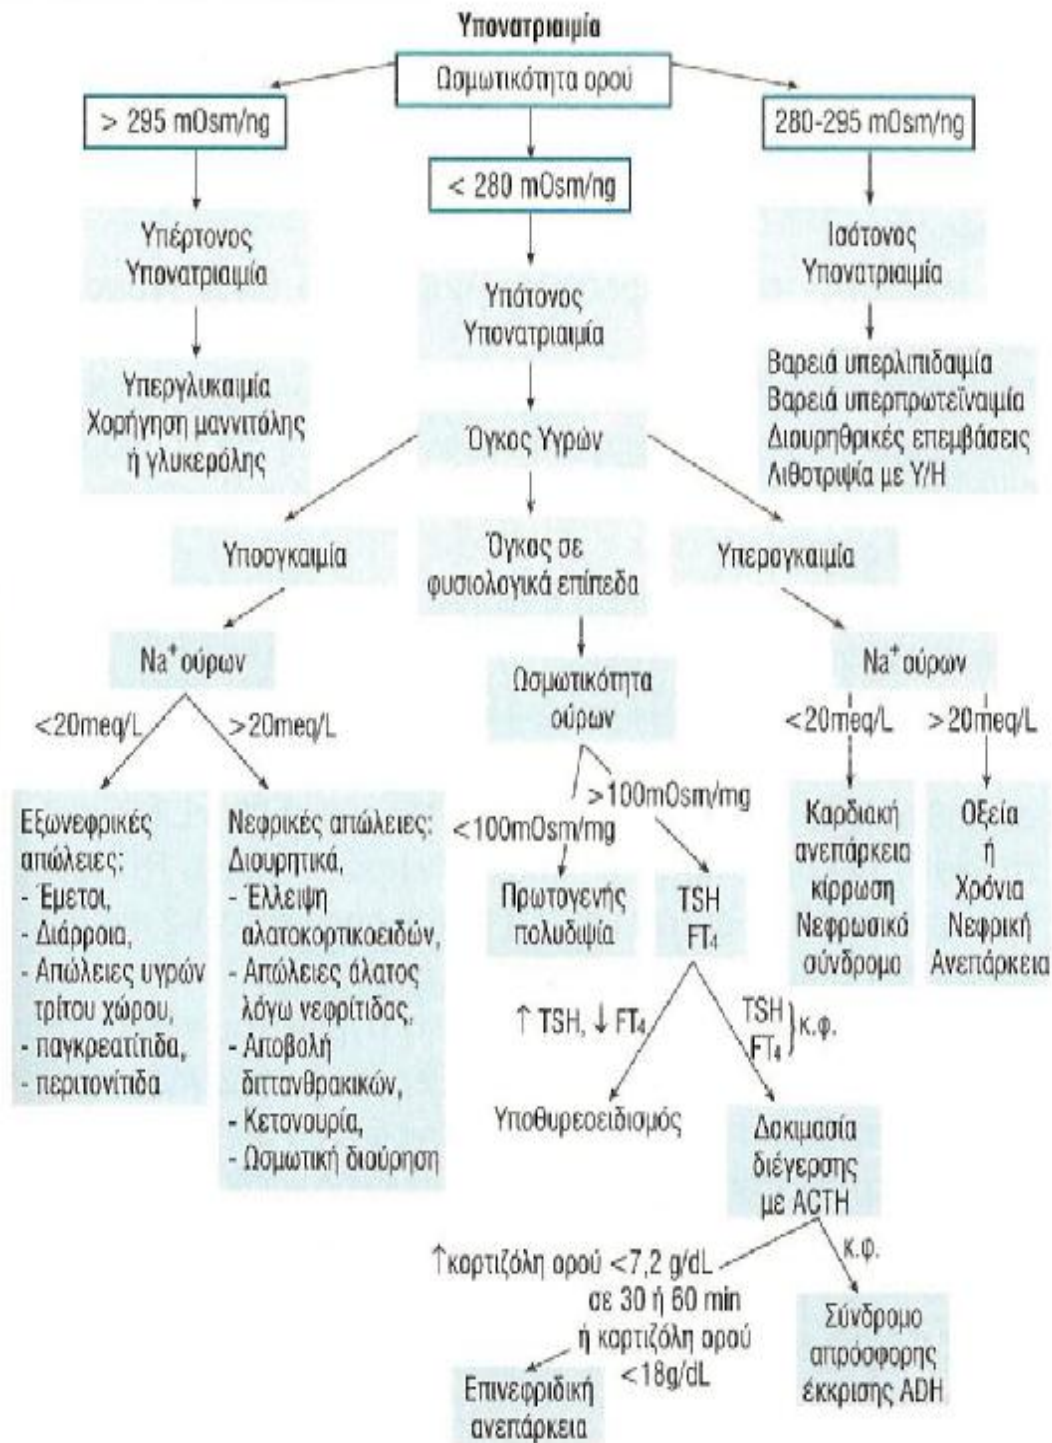 Υπονατριαιμία
Ωσμωτικότητα ορού
> 295 mOsm/ng
< 280 mOsm/ng
280-295 mOsm/ng
Υπέρτονος
Υπονατριαιμία
Υπότονος
Υπονατριαιμία
Ισότονος
Υπονατριαιμία
Υπεργλυκαιμία
Χορήγηση μαννιτόλης
ή γλυκερόλης
Όγκος Υγρών
Βαρειά υπερλιπιδαιμία
Βαρειά υπερπρωτεϊναιμία
Διουρηθρικές επεμβάσεις
Λιθοτριψία με Υ/Η
Υποογκαιμία
Όγκος σε
φυσιολογικά επίπεδα
Υπερογκαιμία
Na⁺ ούρων
<20meq/L
>20meq/L
Εξωνεφρικές
απώλειες:
- Έμετοι,
- Διάρροια,
- Απώλειες υγρών
τρίτου χώρου,
- παγκρεατίτιδα,
- περιτονίτιδα
Νεφρικές απώλειες:
Διουρητικά,
- Έλλειψη
αλατοκορτικοειδών,
- Απώλειες άλατος
λόγω νεφρίτιδας,
- Αποβολή
διττανθρακικών,
- Κετονουρία,
- Ωσμωτική διούρηση
Ωσμωτικότητα
ούρων
>100mOsm/mg
<100mOsm/mg
Πρωτογενής
πολυδιψία
TSH
FT₄
↑ TSH, ↓ FT₄
TSH
FT₄ } κ.φ.
Υποθυρεοειδισμός
Δοκιμασία
διέγερσης
με ACTH
↑κορτιζόλη ορού <7,2 g/dL
σε 30 ή 60 min
ή κορτιζόλη ορού
<18g/dL
κ.φ.
Επινεφριδική
ανεπάρκεια
Σύνδρομο
απρόσφορης
έκκρισης ADH
Na⁺ ούρων
<20meq/L
>20meq/L
Καρδιακή
ανεπάρκεια
κίρρωση
Νεφρωσικά
σύνδρομα
Οξεία
ή
Χρόνια
Νεφρική
Ανεπάρκεια